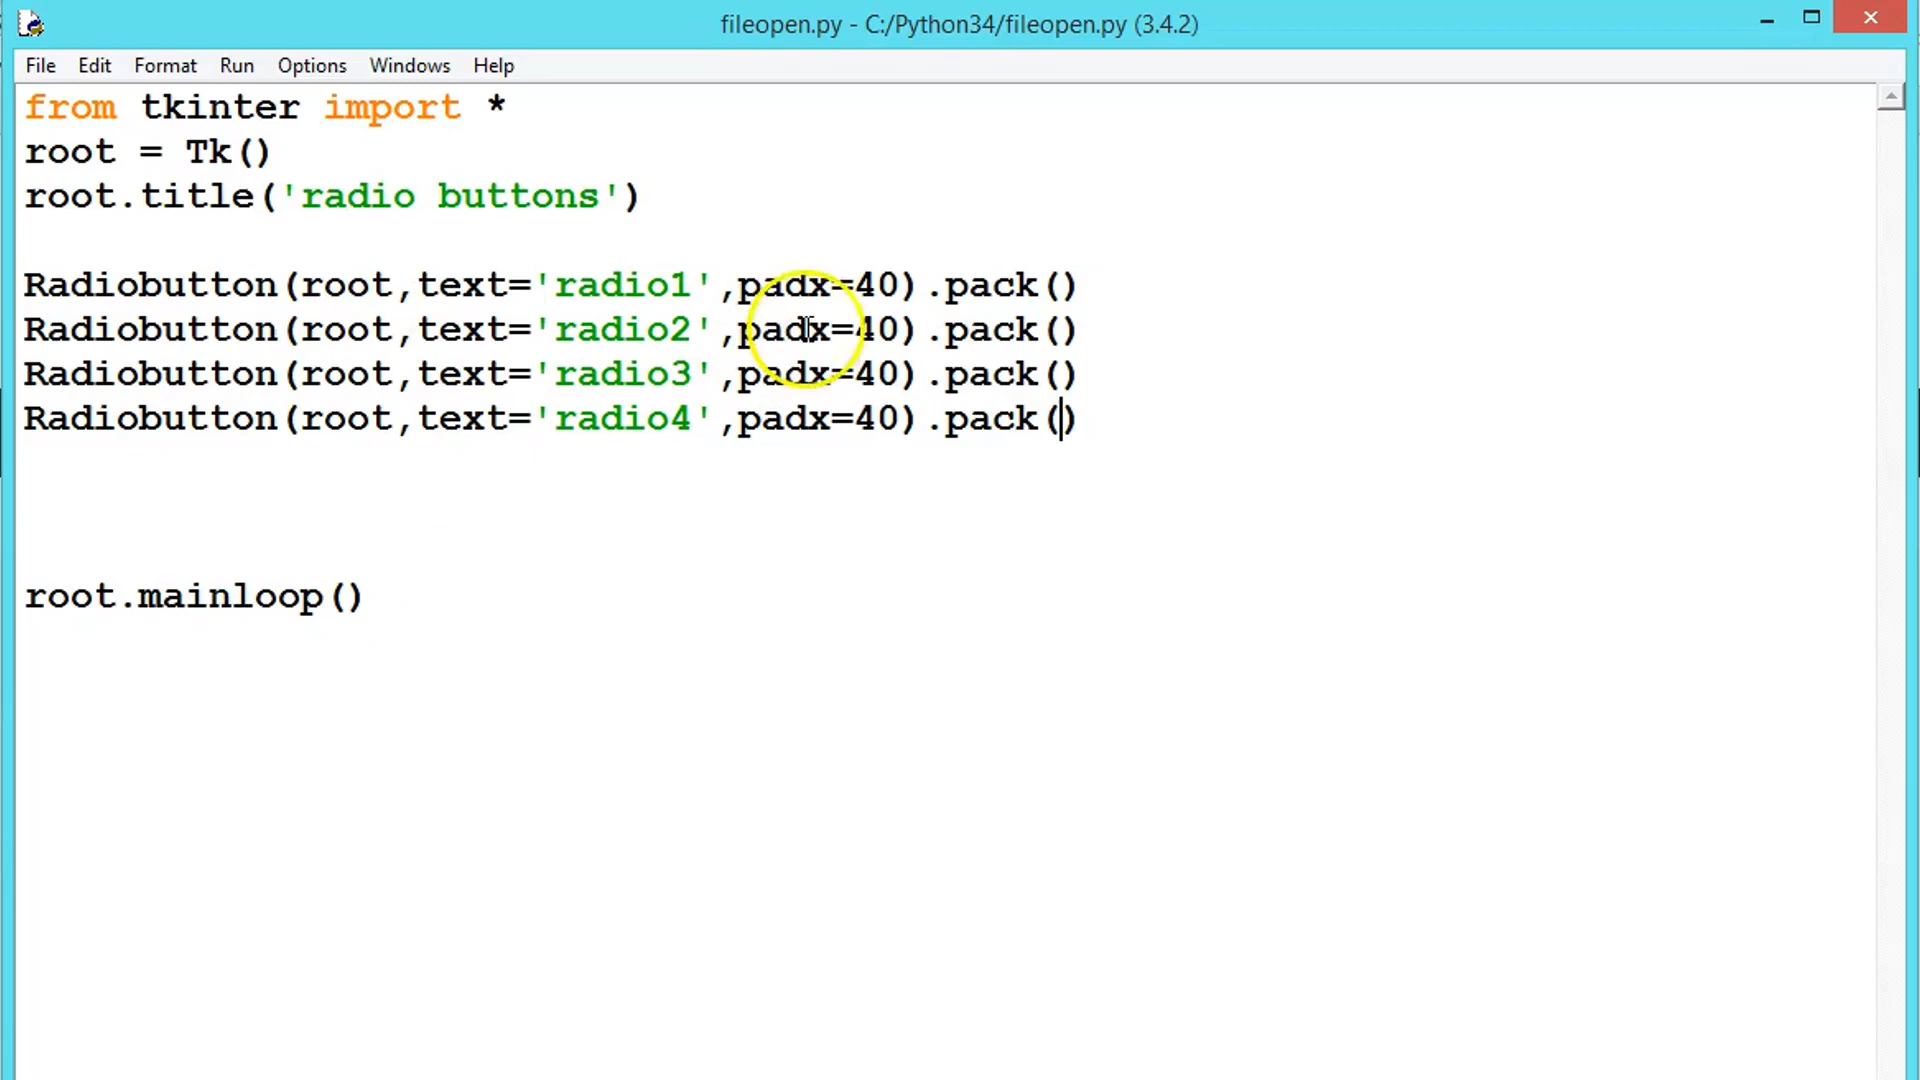 fileopen.py - C:/Python34/fileopen.py (3.4.2)
File Edit Format Run Options Windows Help
from tkinter import *
root = Tk()
root.title('radio buttons')
Radiobutton(root,text='radio1',padx=40).pack()
Radiobutton(root,text='radio2',padx=40).pack()
Radiobutton(root,text='radio3',padx=40).pack()
Radiobutton(root,text='radio4',padx=40).pack()
root.mainloop()